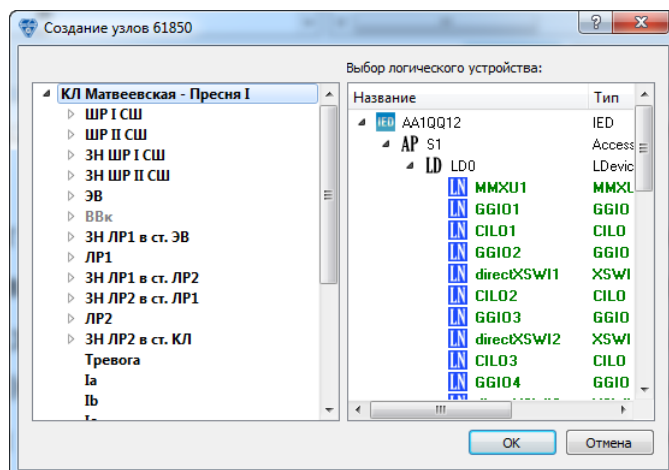 Создание узлов 61850
Выбор логического устройства:
КЛ Матвеевская - Пресня I
ШР I СШ
ШР II СШ
ЗН ШР I СШ
ЗН ШР II СШ
ЭВ
ВВк
ЗН ЛР1 в ст. ЭВ
ЛР1
ЗН ЛР1 в ст. ЛР2
ЗН ЛР2 в ст. ЛР1
ЛР2
ЗН ЛР2 в ст. КЛ
Тревога
Ia
Ib
Название Тип
IED AA1QQ12 IED
AP S1 Access
LD LD0 LDevic
LN MMXU1 MMXU
LN GGIO1 GGIO
LN CILO1 CILO
LN GGIO2 GGIO
LN directXSWI1 XSWI
LN CILO2 CILO
LN GGIO3 GGIO
LN directXSWI2 XSWI
LN CILO3 CILO
LN GGIO4 GGIO
OK Отмена